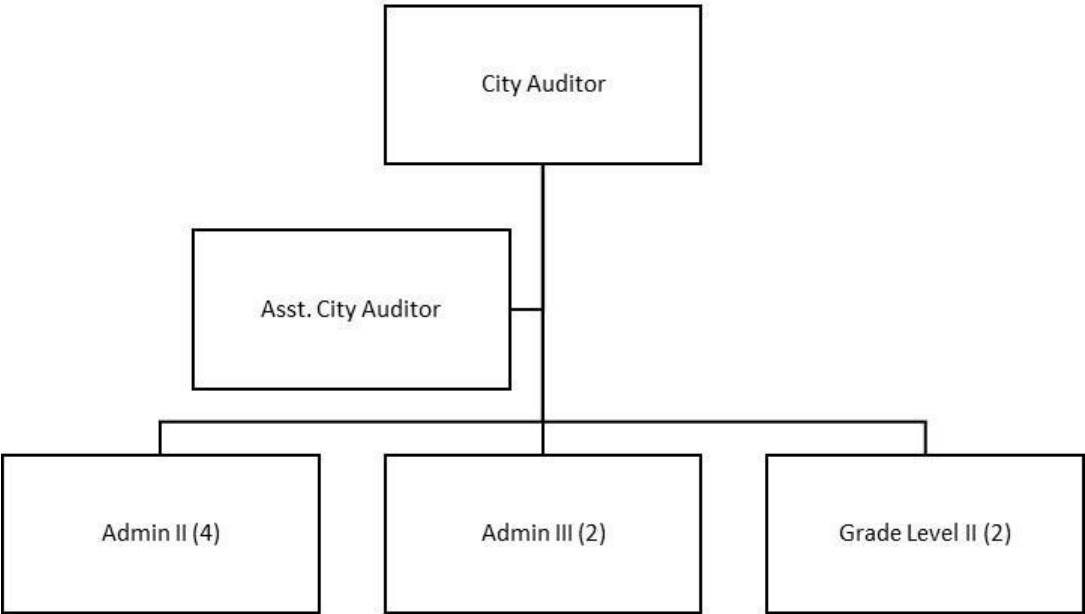 City Auditor
Asst. City Auditor
Admin II (4)
Admin III (2)
Grade Level II (2)